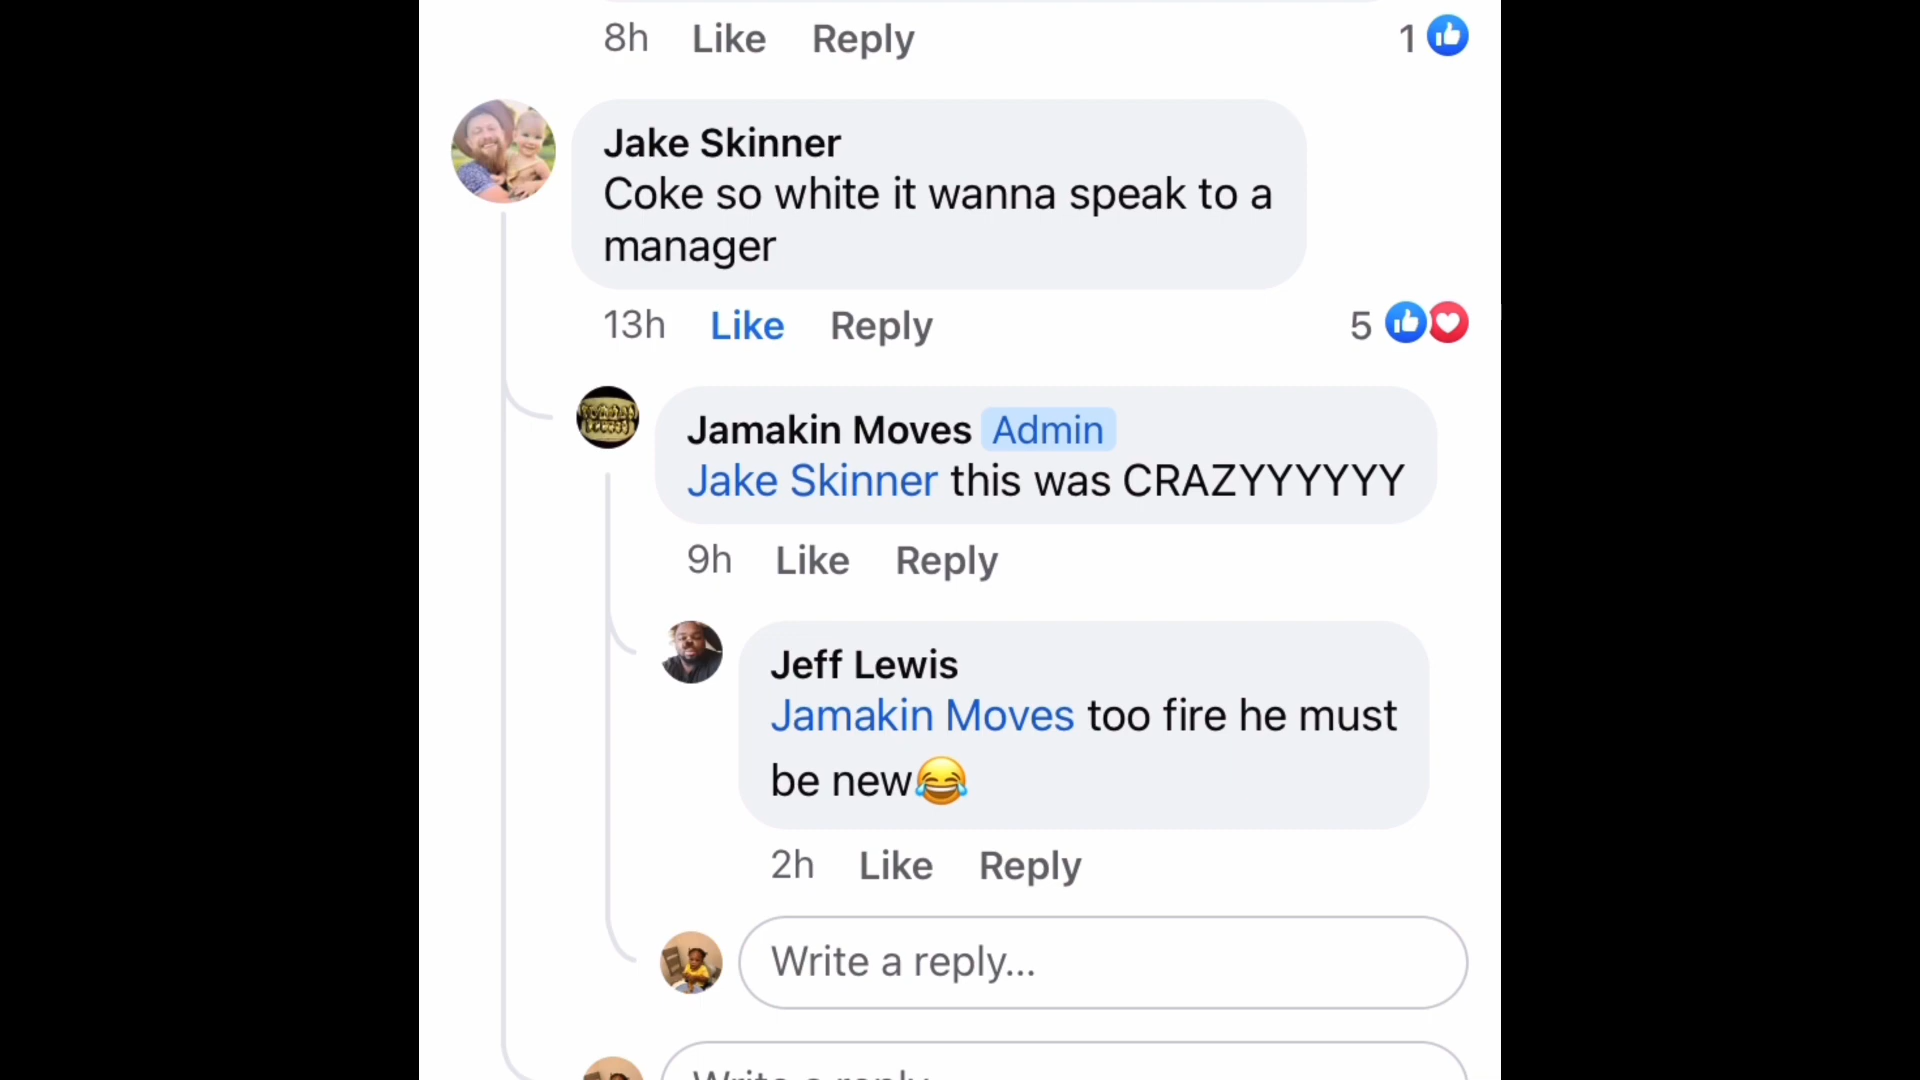 8h Like Reply 1
Jake Skinner
Coke so white it wanna speak to a
manager
13h Like Reply 5
Jamakin Moves Admin
Jake Skinner this was CRAZYYYYYY
9h Like Reply
Jeff Lewis
Jamakin Moves too fire he must
be new😂
2h Like Reply
Write a reply...
Write a reply